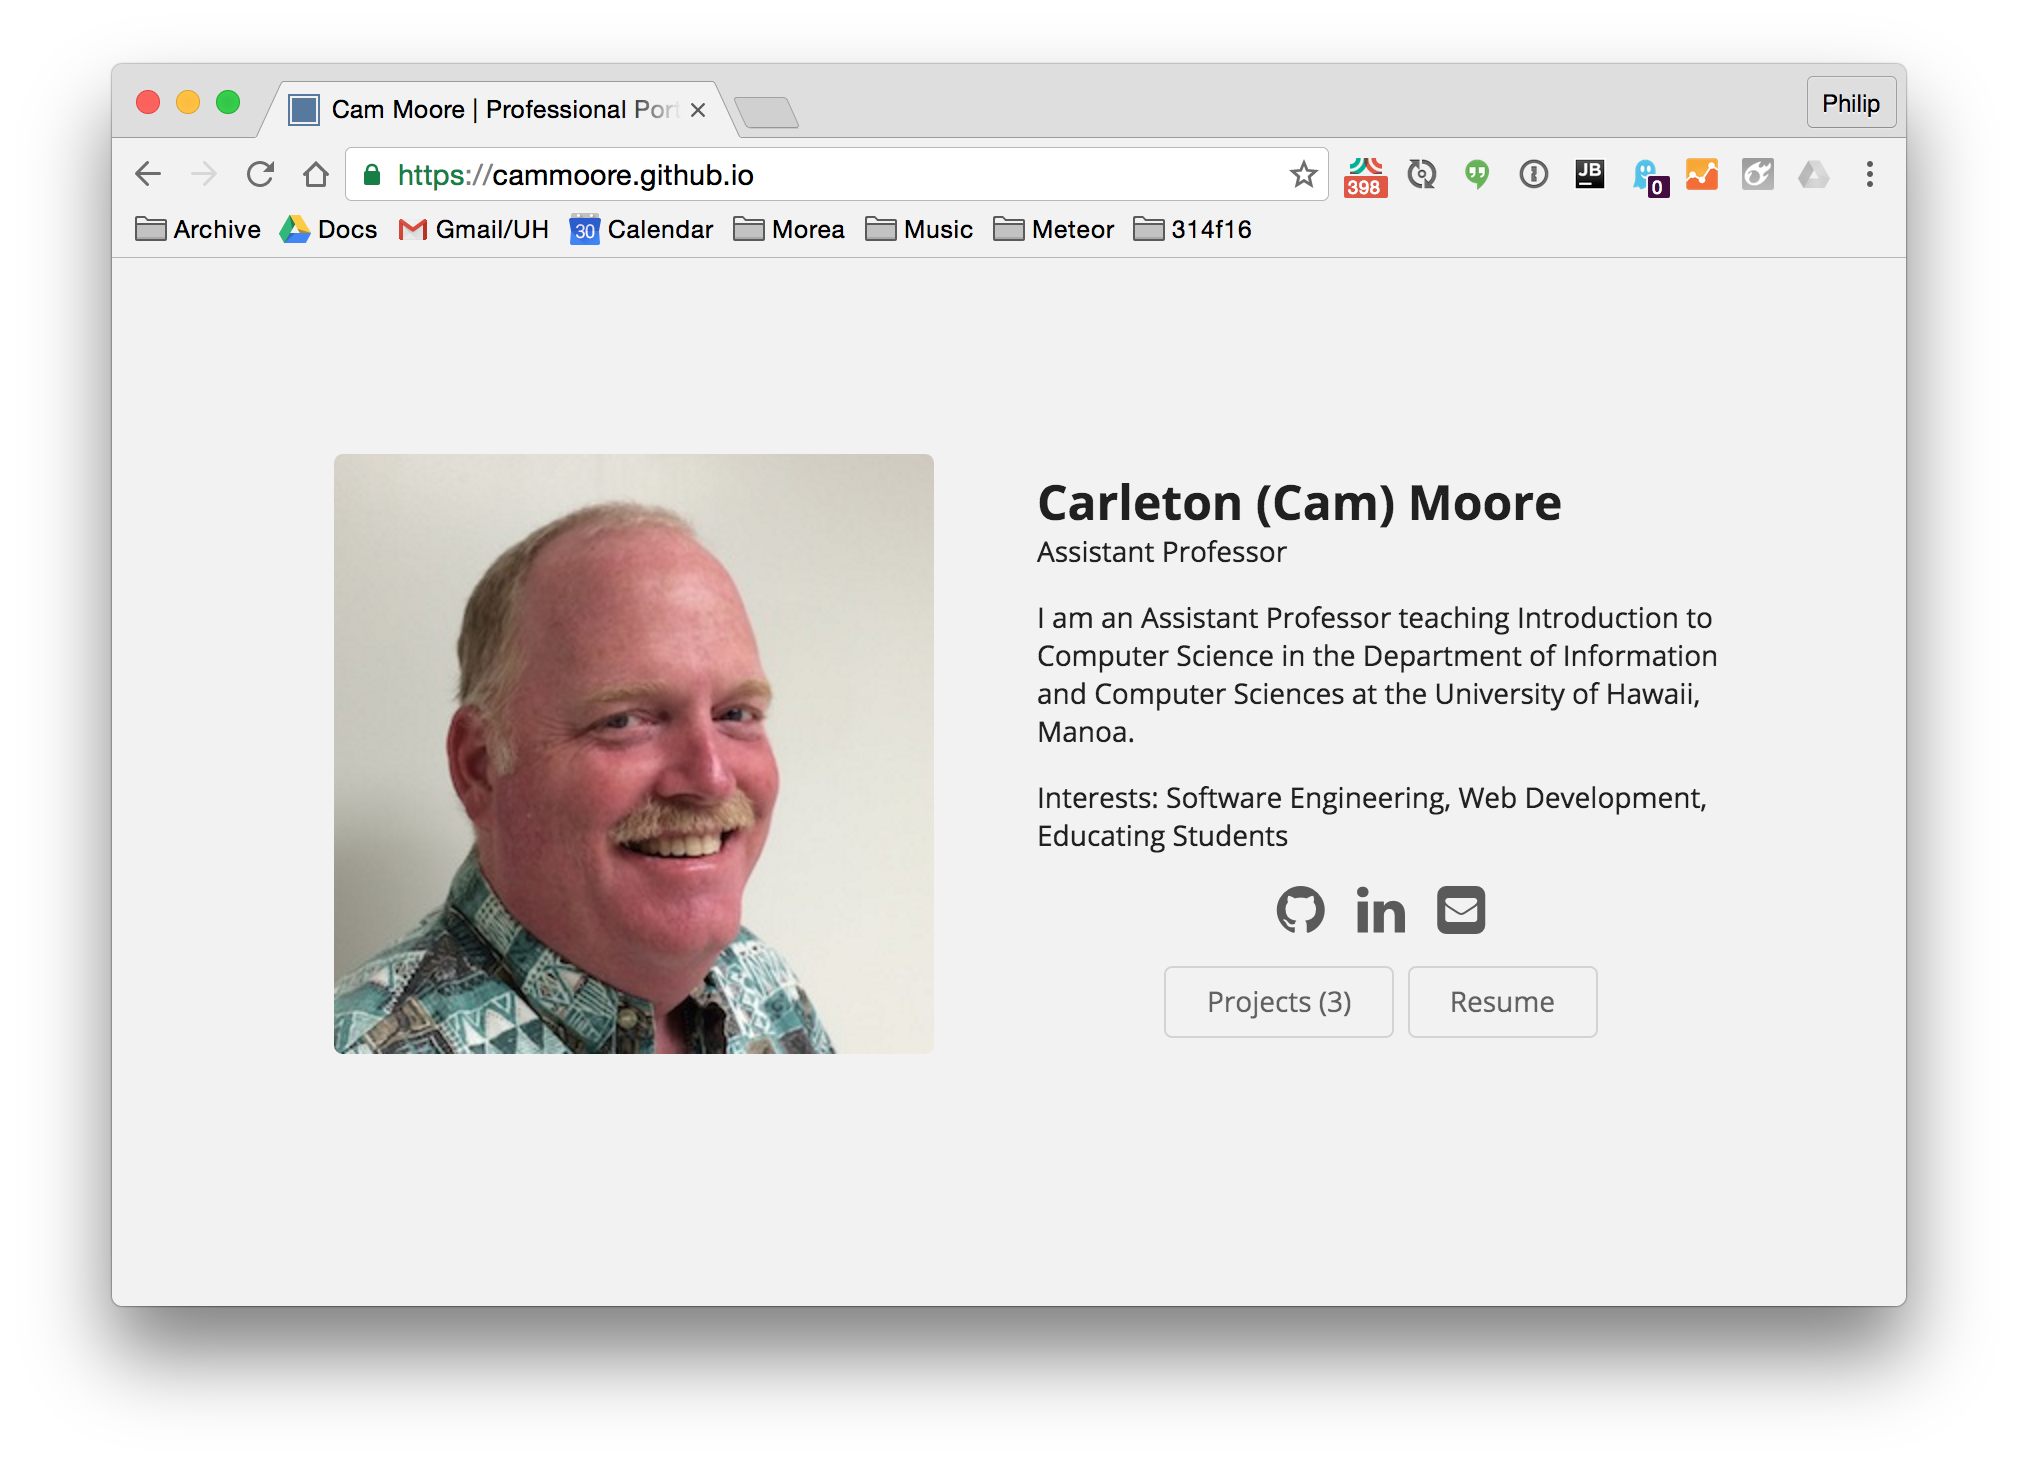 Cam Moore | Professional Port
Philip
https://cammoore.github.io
398
JB
0
Archive
Docs
Gmail/UH
30
Calendar
Morea
Music
Meteor
314f16
Carleton (Cam) Moore
Assistant Professor
I am an Assistant Professor teaching Introduction to
Computer Science in the Department of Information
and Computer Sciences at the University of Hawaii,
Manoa.
Interests: Software Engineering, Web Development,
Educating Students
in
Projects (3)
Resume